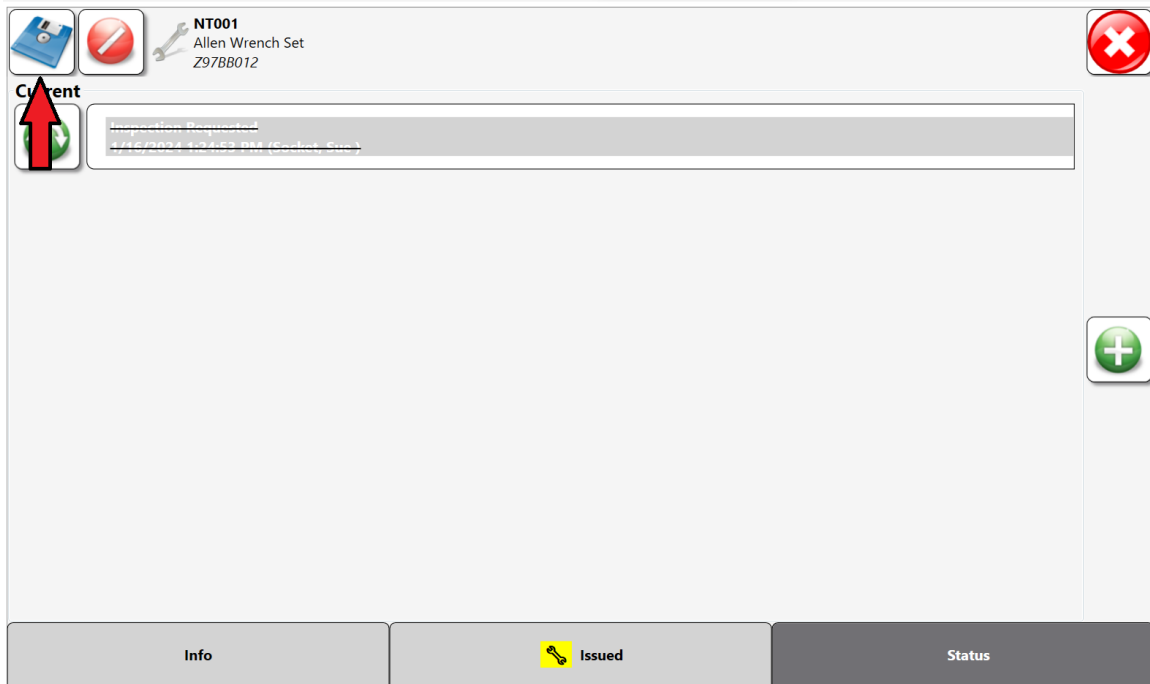 NT001
Allen Wrench Set
Z97BB012
Current
Inspection Requested
1/16/2024 1:24:53 PM (Socket, Sue )
Info
Issued
Status